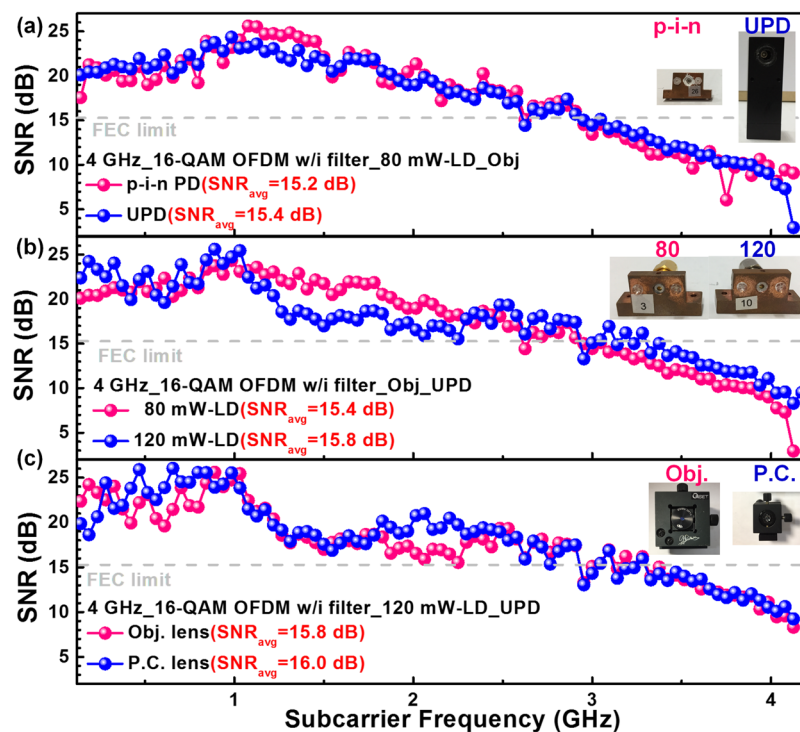 (a)
p-i-n UPD
25
20
15
10
5
SNR (dB)
FEC limit
4 GHz_16-QAM OFDM w/i filter_80 mW-LD_Obj
p-i-n PD(SNRavg=15.2 dB)
UPD(SNRavg=15.4 dB)
(b)
80 120
3 10
25
20
15
10
5
SNR (dB)
FEC limit
4 GHz_16-QAM OFDM w/i filter_Obj_UPD
80 mW-LD(SNRavg=15.4 dB)
120 mW-LD(SNRavg=15.8 dB)
(c)
Obj. P.C.
25
20
15
10
5
SNR (dB)
FEC limit
4 GHz_16-QAM OFDM w/i filter_120 mW-LD_UPD
Obj. lens(SNRavg=15.8 dB)
P.C. lens(SNRavg=16.0 dB)
1 2 3 4
Subcarrier Frequency (GHz)